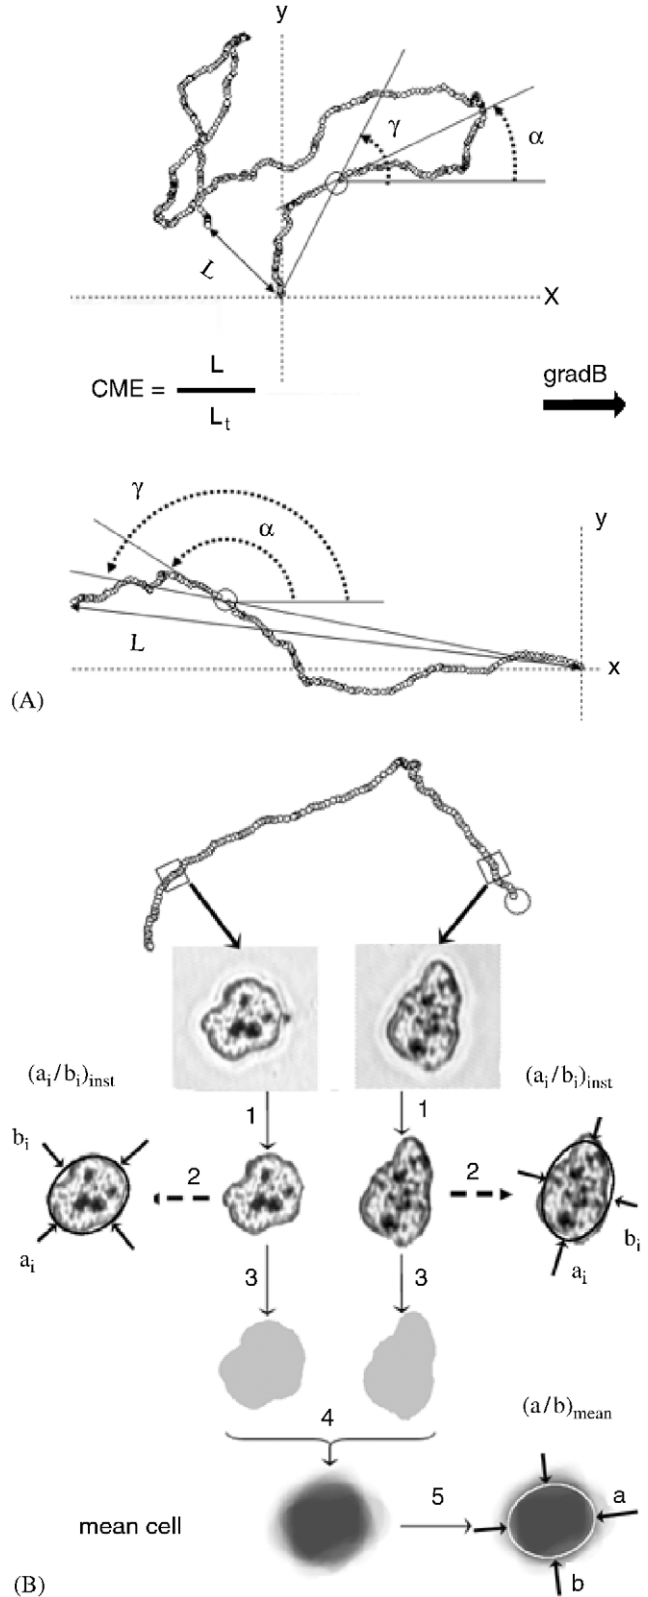 y
γ
α
L
X
CME = L / L_t
gradB
γ
α
y
L
x
(A)
(a_i/b_i)_inst
(a_i/b_i)_inst
1
1
b_i
2
2
b_i
a_i
a_i
3
3
4
(a/b)_mean
5
a
mean cell
b
(B)